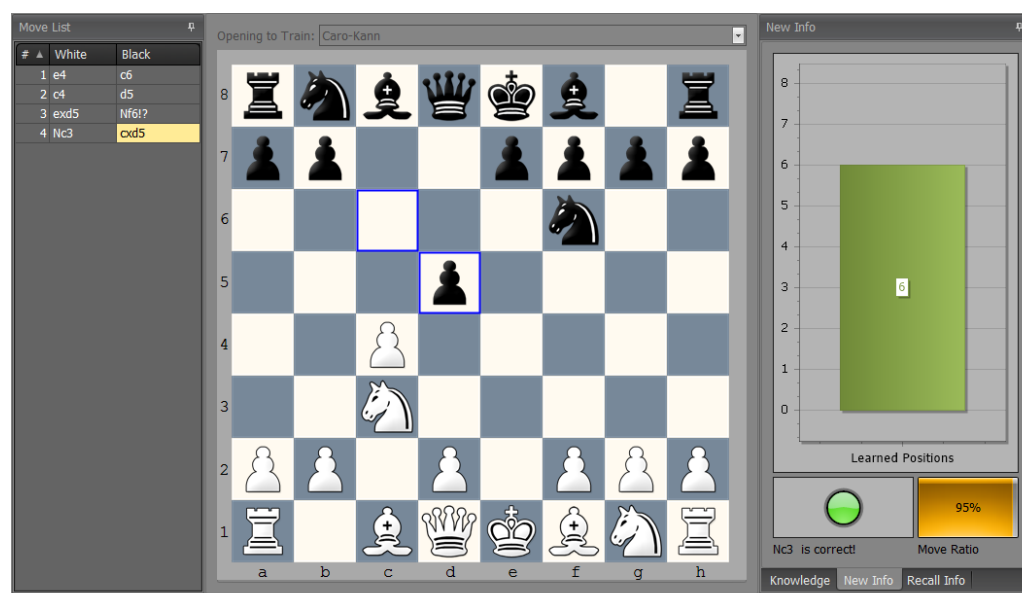 Move List
# White Black
1 e4 c6
2 c4 d5
3 exd5 Nf6!?
4 Nc3 cxd5
Opening to Train: Caro-Kann
8
7
6
5
4
3
2
1
a b c d e f g h
New Info
8
7
6
5
4
3
2
1
0
6
Learned Positions
95%
Nc3 is correct!
Move Ratio
Knowledge New Info Recall Info